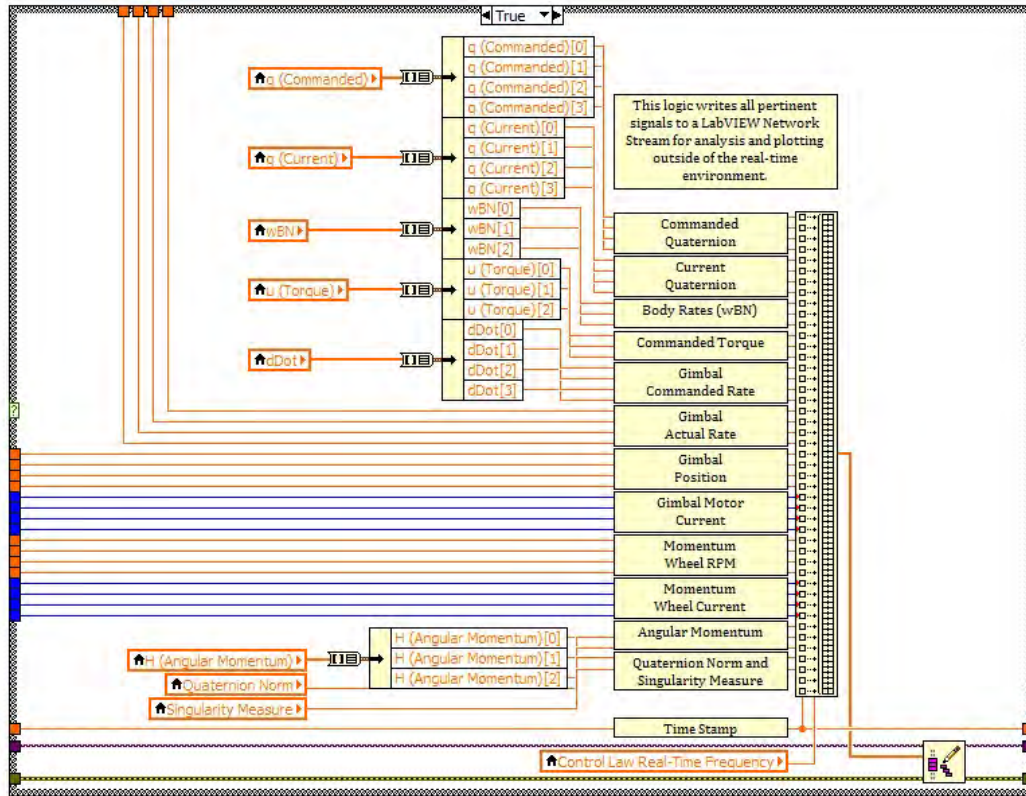 True
q (Commanded)
q (Commanded)[0]
q (Commanded)[1]
q (Commanded)[2]
q (Commanded)[3]
q (Current)
q (Current)[0]
q (Current)[1]
q (Current)[2]
q (Current)[3]
wBN
wBN[0]
wBN[1]
wBN[2]
u (Torque)
u (Torque)[0]
u (Torque)[1]
u (Torque)[2]
dDot
dDot[0]
dDot[1]
dDot[2]
dDot[3]
This logic writes all pertinent
signals to a LabVIEW Network
Stream for analysis and plotting
outside of the real-time
environment.
Commanded
Quaternion
Current
Quaternion
Body Rates (wBN)
Commanded Torque
Gimbal
Commanded Rate
Gimbal
Actual Rate
?
Gimbal
Position
Gimbal Motor
Current
Momentum
Wheel RPM
Momentum
Wheel Current
Angular Momentum
Quaternion Norm and
Singularity Measure
H (Angular Momentum)
H (Angular Momentum)[0]
H (Angular Momentum)[1]
H (Angular Momentum)[2]
Quaternion Norm
Singularity Measure
Time Stamp
Control Law Real-Time Frequency